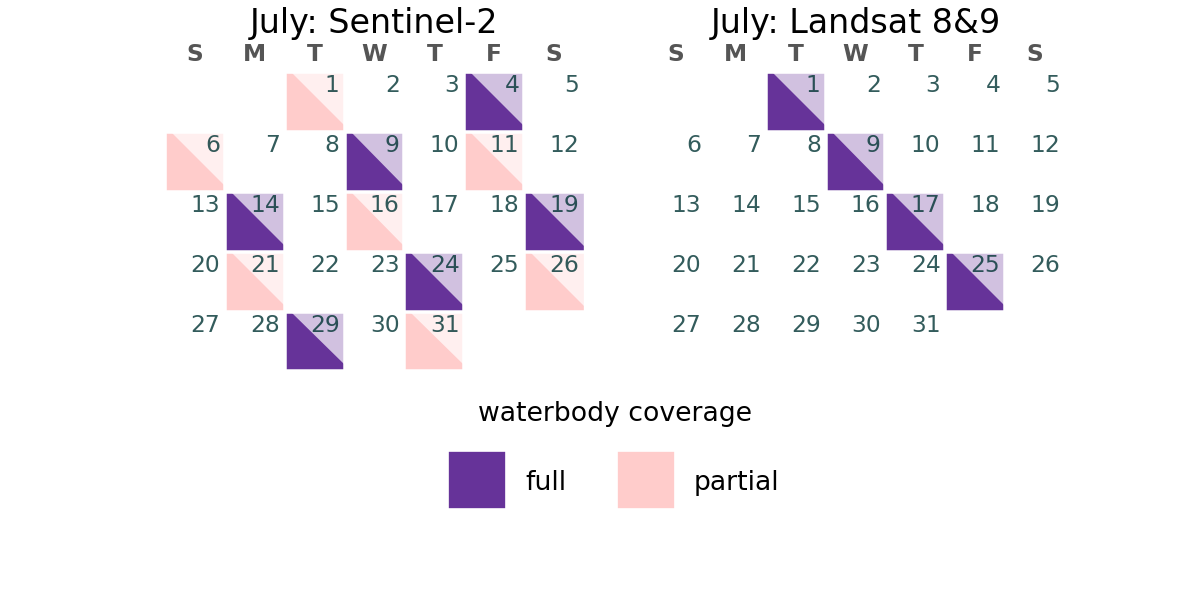 July: Sentinel-2
S M T W T F S
1 2 3 4 5
6 7 8 9 10 11 12
13 14 15 16 17 18 19
20 21 22 23 24 25 26
27 28 29 30 31
July: Landsat 8&9
S M T W T F S
1 2 3 4 5
6 7 8 9 10 11 12
13 14 15 16 17 18 19
20 21 22 23 24 25 26
27 28 29 30 31
waterbody coverage
full partial